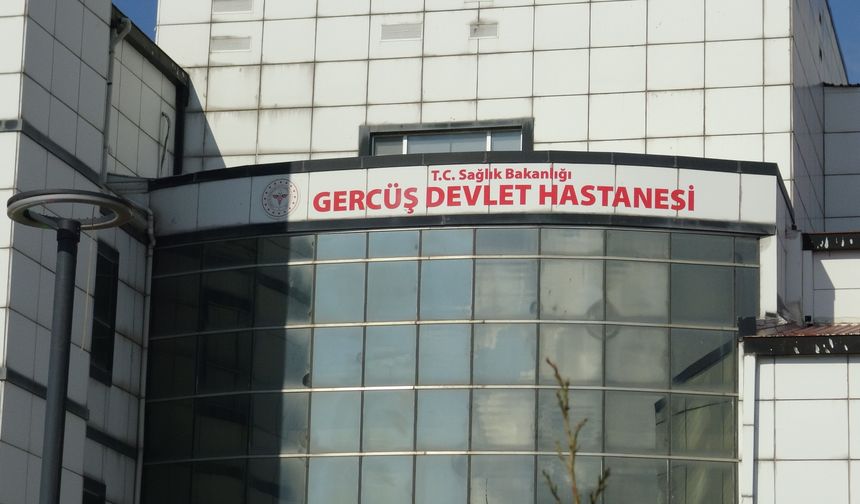 T.C. Sağlık Bakanlığı
GERCÜŞ DEVLET HASTANESİ